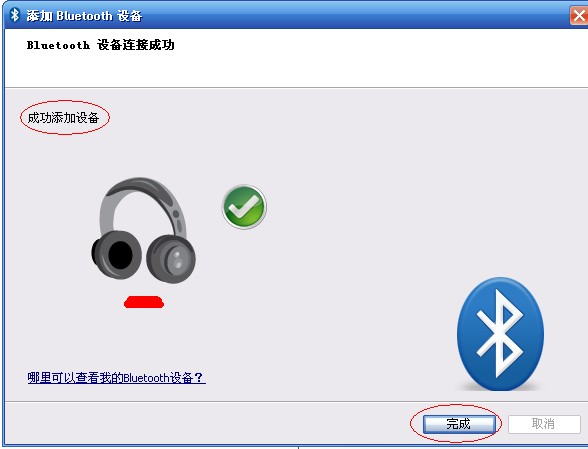 添加 Bluetooth 设备
Bluetooth 设备连接成功
成功添加设备
哪里可以查看我的Bluetooth设备？
完成
取消